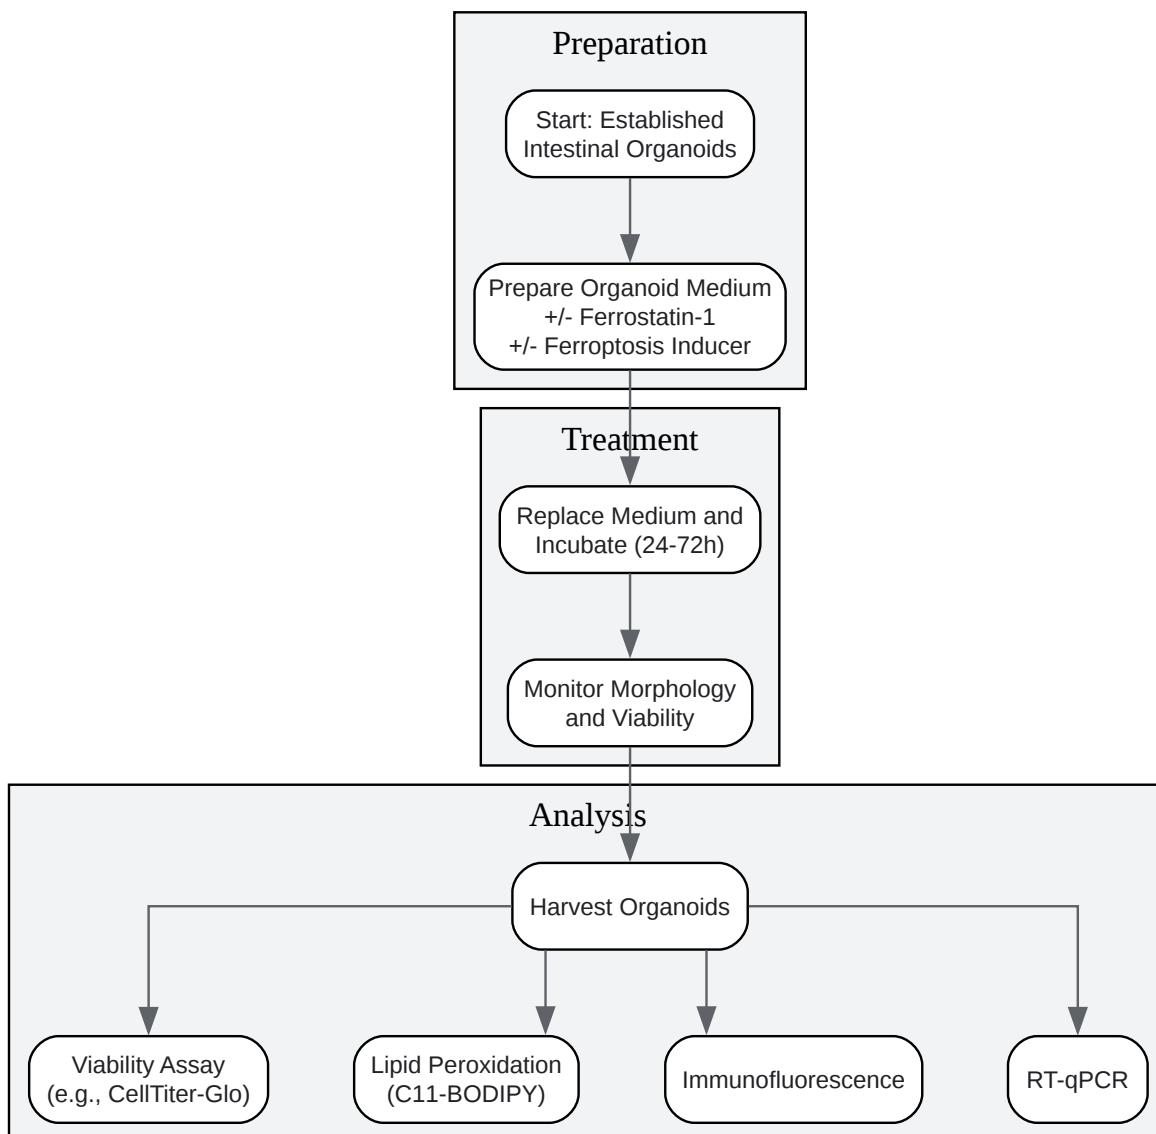 Preparation
Start: Established
Intestinal Organoids
Prepare Organoid Medium
+/- Ferrostatin-1
+/- Ferroptosis Inducer
Treatment
Replace Medium and
Incubate (24-72h)
Monitor Morphology
and Viability
Analysis
Harvest Organoids
Viability Assay
(e.g., CellTiter-Glo)
Lipid Peroxidation
(C11-BODIPY)
Immunofluorescence
RT-qPCR